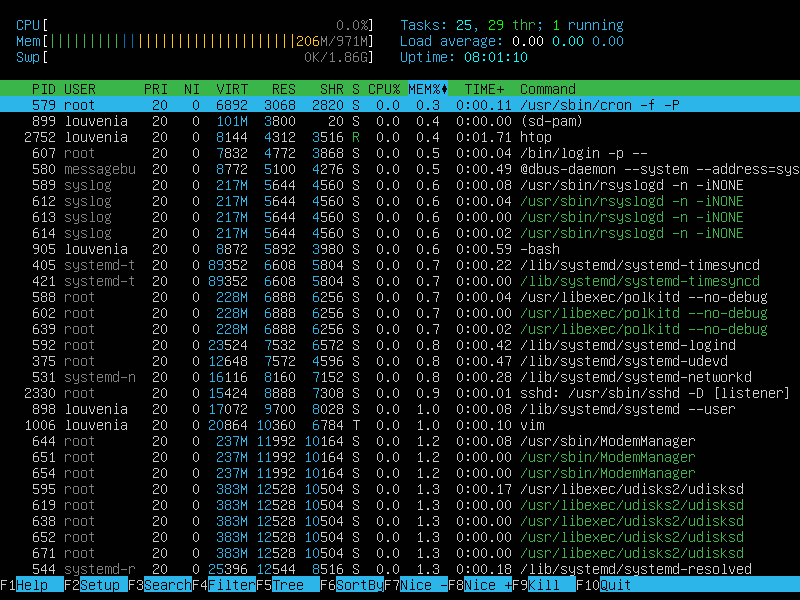 CPU[ 0.0%] Tasks: 25, 29 thr; 1 running
Mem[||||||||||||||||||||||||||||||||206M/971M] Load average: 0.00 0.00 0.00
Swp[ 0K/1.86G] Uptime: 08:01:10
PID USER PRI NI VIRT RES SHR S CPU% MEM%♦ TIME+ Command
579 root 20 0 6892 3068 2820 S 0.0 0.3 0:00.11 /usr/sbin/cron -f -P
899 louvenia 20 0 101M 3800 20 S 0.0 0.4 0:00.00 (sd-pam)
2752 louvenia 20 0 8144 4312 3516 R 0.0 0.4 0:01.71 htop
607 root 20 0 7832 4772 3868 S 0.0 0.5 0:00.04 /bin/login -p --
580 messagebu 20 0 8772 5100 4276 S 0.0 0.5 0:00.49 @dbus-daemon --system --address=sys
589 syslog 20 0 217M 5644 4560 S 0.0 0.6 0:00.08 /usr/sbin/rsyslogd -n -iNONE
612 syslog 20 0 217M 5644 4560 S 0.0 0.6 0:00.04 /usr/sbin/rsyslogd -n -iNONE
613 syslog 20 0 217M 5644 4560 S 0.0 0.6 0:00.00 /usr/sbin/rsyslogd -n -iNONE
614 syslog 20 0 217M 5644 4560 S 0.0 0.6 0:00.02 /usr/sbin/rsyslogd -n -iNONE
905 louvenia 20 0 8872 5892 3980 S 0.0 0.6 0:00.59 -bash
405 systemd-t 20 0 89352 6608 5804 S 0.0 0.7 0:00.22 /lib/systemd/systemd-timesyncd
421 systemd-t 20 0 89352 6608 5804 S 0.0 0.7 0:00.00 /lib/systemd/systemd-timesyncd
588 root 20 0 228M 6888 6256 S 0.0 0.7 0:00.04 /usr/libexec/polkitd --no-debug
602 root 20 0 228M 6888 6256 S 0.0 0.7 0:00.00 /usr/libexec/polkitd --no-debug
639 root 20 0 228M 6888 6256 S 0.0 0.7 0:00.02 /usr/libexec/polkitd --no-debug
592 root 20 0 23524 7532 6572 S 0.0 0.8 0:00.42 /lib/systemd/systemd-logind
375 root 20 0 12648 7572 4596 S 0.0 0.8 0:00.47 /lib/systemd/systemd-udevd
531 systemd-n 20 0 16116 8160 7152 S 0.0 0.8 0:00.28 /lib/systemd/systemd-networkd
2330 root 20 0 15424 8888 7308 S 0.0 0.9 0:00.01 sshd: /usr/sbin/sshd -D [listener]
898 louvenia 20 0 17072 9700 8028 S 0.0 1.0 0:00.08 /lib/systemd/systemd --user
1006 louvenia 20 0 20864 10360 6784 T 0.0 1.0 0:00.10 vim
644 root 20 0 237M 11992 10164 S 0.0 1.2 0:00.08 /usr/sbin/ModemManager
651 root 20 0 237M 11992 10164 S 0.0 1.2 0:00.00 /usr/sbin/ModemManager
654 root 20 0 237M 11992 10164 S 0.0 1.2 0:00.00 /usr/sbin/ModemManager
595 root 20 0 383M 12528 10504 S 0.0 1.3 0:00.17 /usr/libexec/udisks2/udisksd
619 root 20 0 383M 12528 10504 S 0.0 1.3 0:00.00 /usr/libexec/udisks2/udisksd
638 root 20 0 383M 12528 10504 S 0.0 1.3 0:00.00 /usr/libexec/udisks2/udisksd
652 root 20 0 383M 12528 10504 S 0.0 1.3 0:00.00 /usr/libexec/udisks2/udisksd
671 root 20 0 383M 12528 10504 S 0.0 1.3 0:00.00 /usr/libexec/udisks2/udisksd
544 systemd-r 20 0 25396 12544 8516 S 0.0 1.3 0:00.18 /lib/systemd/systemd-resolved
F1Help F2Setup F3SearchF4FilterF5Tree F6SortByF7Nice -F8Nice +F9Kill F10Quit